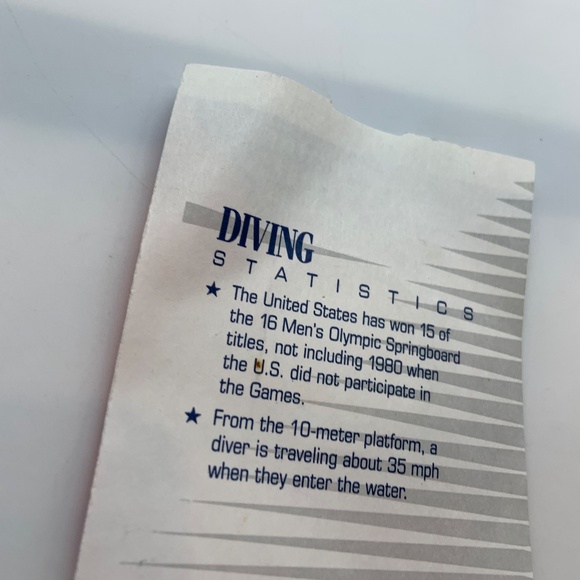 DIVING
STATISTICS
★ The United States has won 15 of
the 16 Men's Olympic Springboard
titles, not including 1980 when
the U.S. did not participate in
the Games.
★ From the 10-meter platform, a
diver is traveling about 35 mph
when they enter the water.